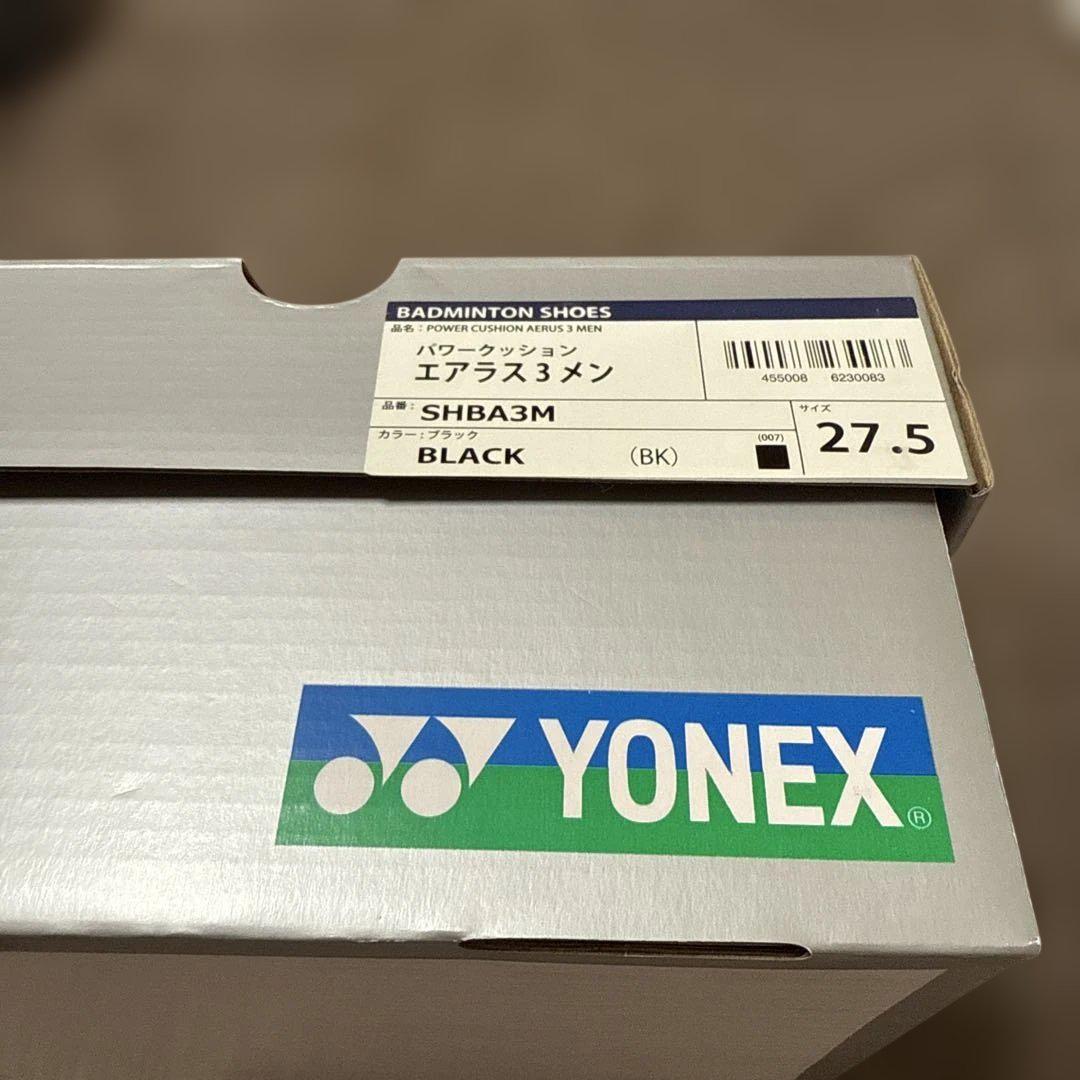 BADMINTON SHOES
品名：POWER CUSHION AERUS 3 MEN
パワークッション
エアラス3メン
455008 6230083
品番：
SHBA3M
カラー：ブラック
BLACK （BK） (007)
サイズ
27.5
YONEX®